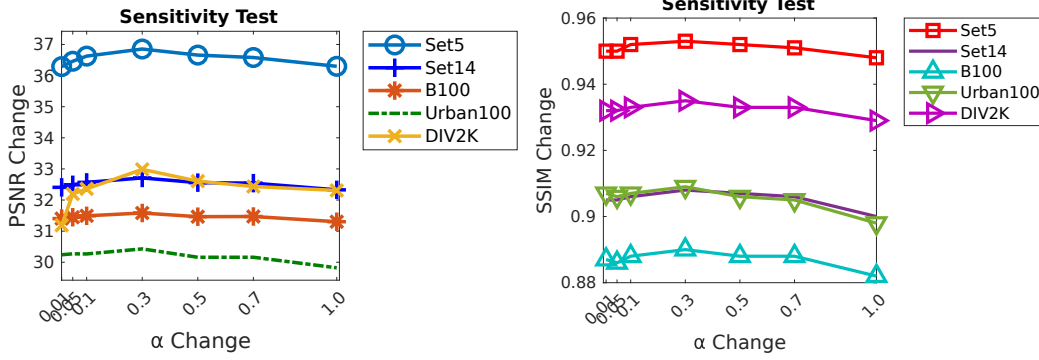 Sensitivity Test
PSNR Change
37
36
35
34
33
32
31
30
0.01
0.05
0.1
0.3
0.5
0.7
1.0
α Change
Set5
Set14
B100
Urban100
DIV2K
Sensitivity Test
SSIM Change
0.96
0.94
0.92
0.9
0.88
0.01
0.05
0.1
0.3
0.5
0.7
1.0
α Change
Set5
Set14
B100
Urban100
DIV2K